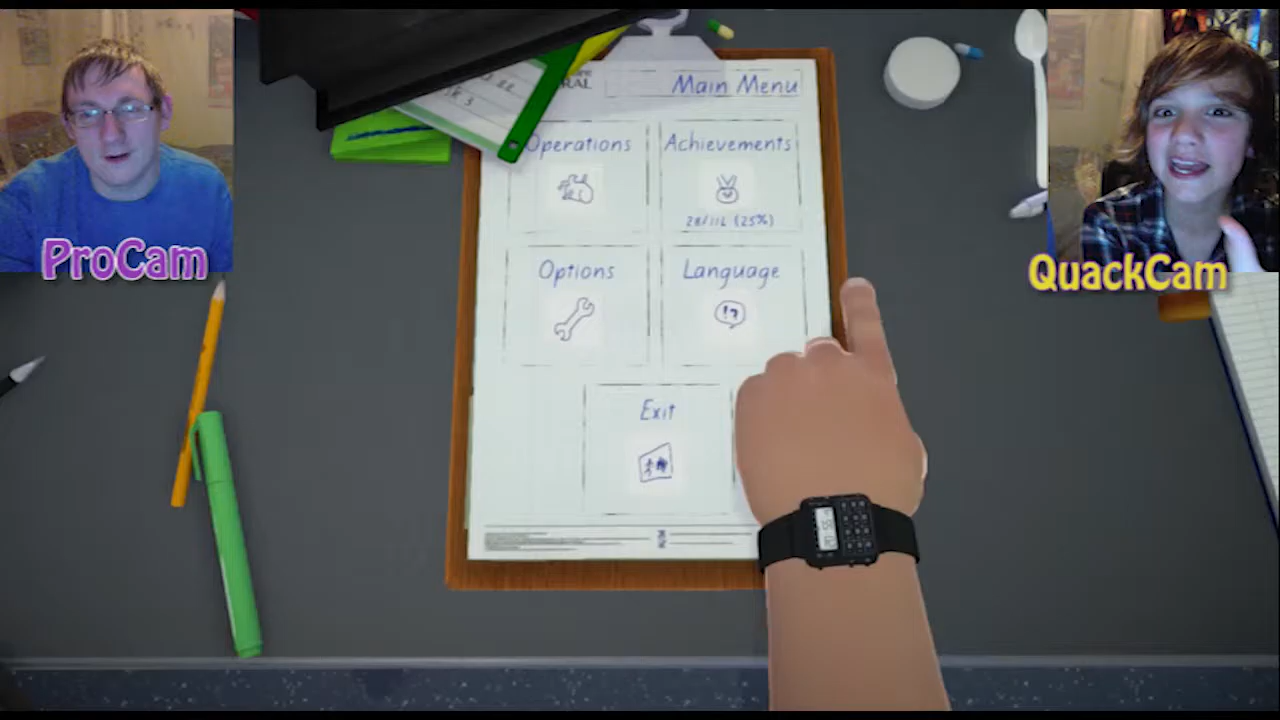 Main Menu
Operations
Achievements
28/112 (25%)
Options
Language
!?
Exit
ProCam
QuackCam